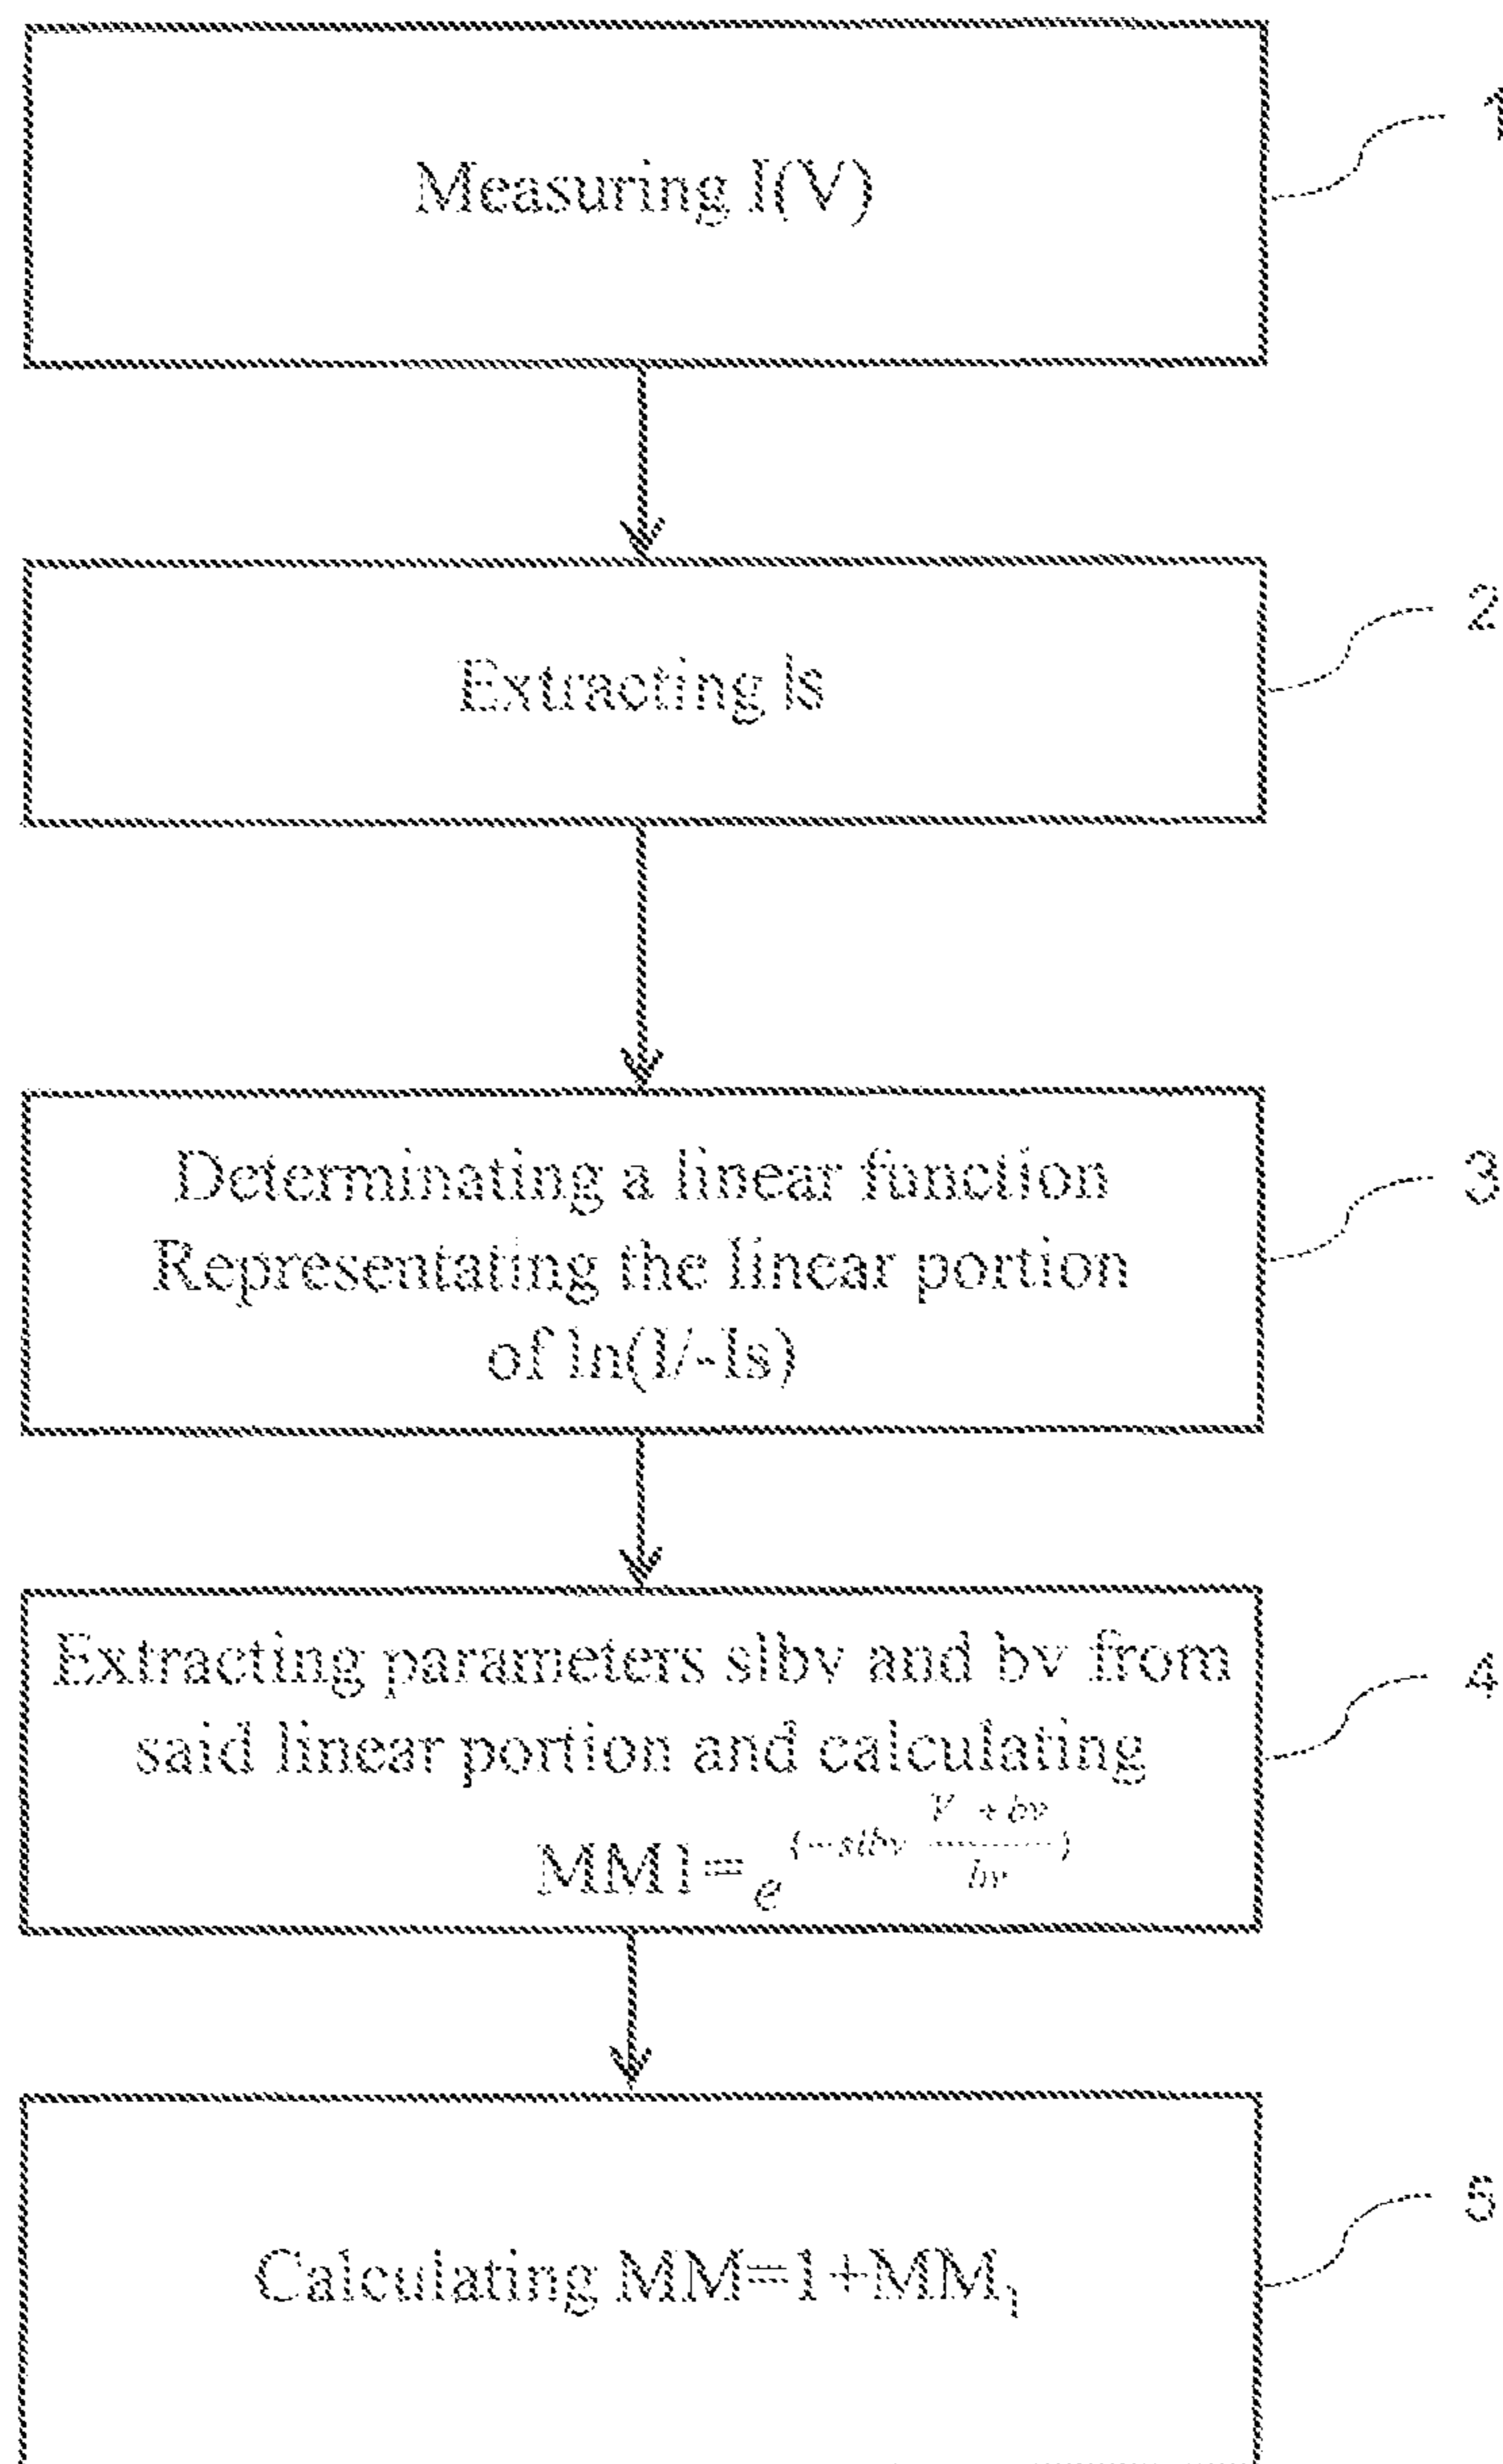 Measuring I(V)
1
Extracting Is
2
Determinating a linear function
Representating the linear portion
of ln(I/-Is)
3
Extracting parameters slbv and bv from
said linear portion and calculating
MM1=e^(-slbv (V+bv)/bv)
4
Calculating MM=1+MM₁
5